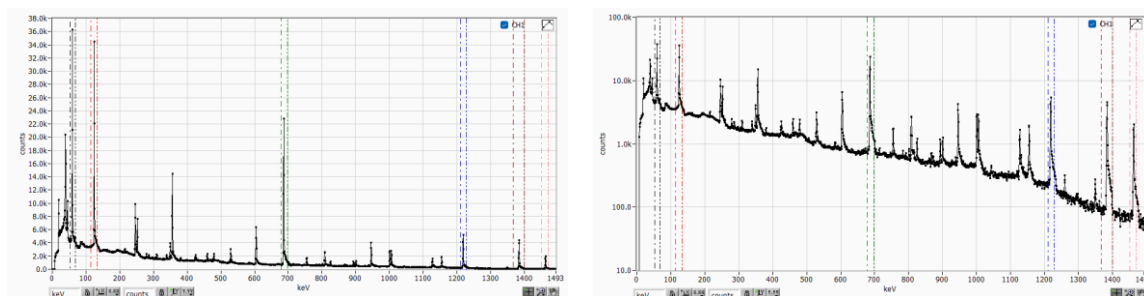 38.0k
36.0k
34.0k
32.0k
30.0k
28.0k
26.0k
24.0k
22.0k
20.0k
18.0k
16.0k
14.0k
12.0k
10.0k
8.0k
6.0k
4.0k
2.0k
0.0
counts
CH1
0 100 200 300 400 500 600 700 800 900 1000 1100 1200 1300 1400 1493
keV
keV counts
100.0k
10.0k
1.0k
100.0
10.0
counts
CH1
0 100 200 300 400 500 600 700 800 900 1000 1100 1200 1300 1400 1493
keV
keV counts